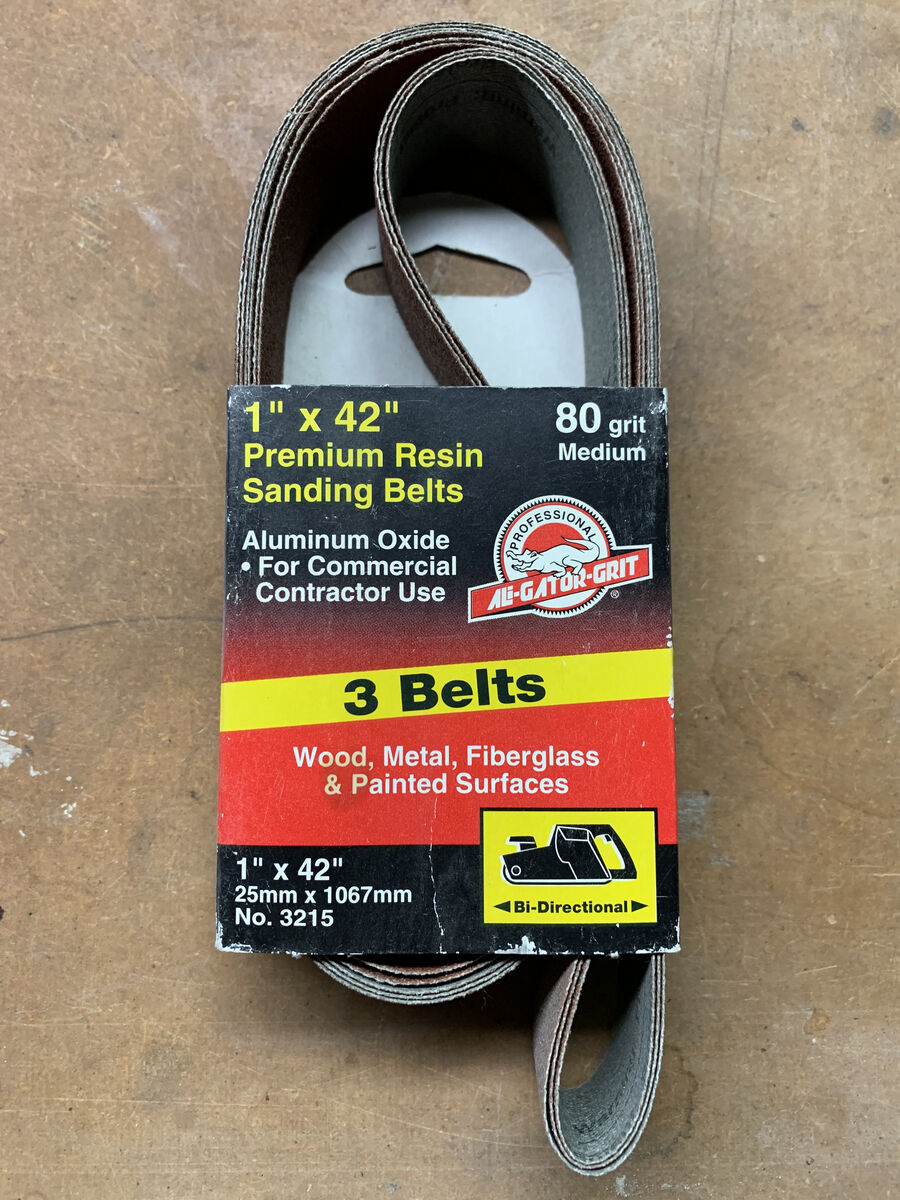 1" x 42"
Premium Resin
Sanding Belts
80 grit
Medium
Aluminum Oxide
• For Commercial
Contractor Use
PROFESSIONAL
ALI-GATOR-GRIT
®
3 Belts
Wood, Metal, Fiberglass
& Painted Surfaces
1" x 42"
25mm x 1067mm
No. 3215
Bi-Directional